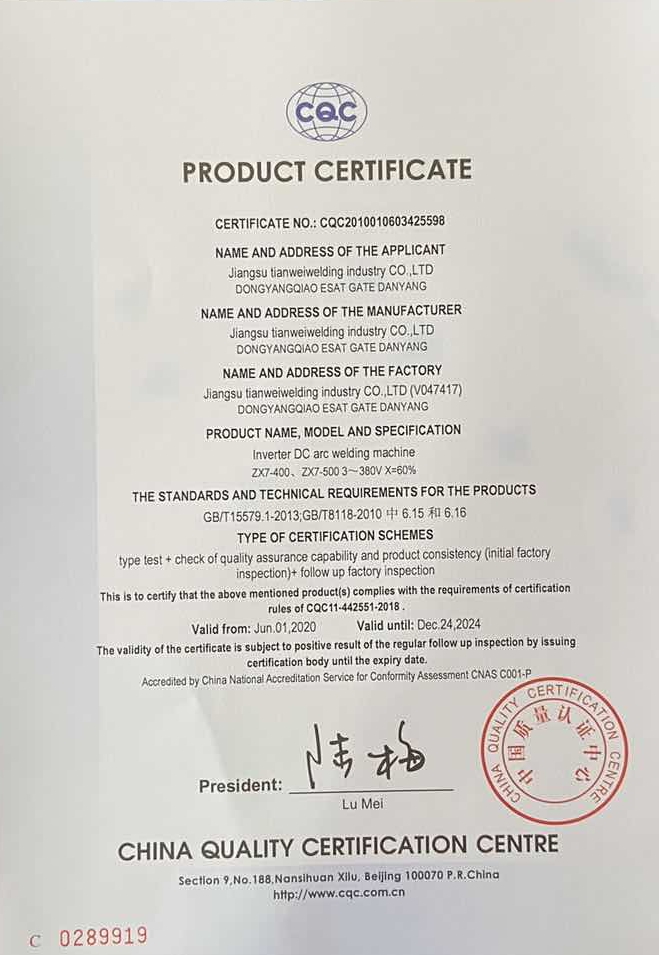 CQC
PRODUCT CERTIFICATE
CERTIFICATE NO.: CQC2010010603425598
NAME AND ADDRESS OF THE APPLICANT
Jiangsu tianweiwelding industry CO.,LTD
DONGYANGQIAO ESAT GATE DANYANG
NAME AND ADDRESS OF THE MANUFACTURER
Jiangsu tianweiwelding industry CO.,LTD
DONGYANGQIAO ESAT GATE DANYANG
NAME AND ADDRESS OF THE FACTORY
Jiangsu tianweiwelding industry CO.,LTD (V047417)
DONGYANGQIAO ESAT GATE DANYANG
PRODUCT NAME, MODEL AND SPECIFICATION
Inverter DC arc welding machine
ZX7-400、ZX7-500 3～380V X=60%
THE STANDARDS AND TECHNICAL REQUIREMENTS FOR THE PRODUCTS
GB/T15579.1-2013;GB/T8118-2010 中 6.15 和 6.16
TYPE OF CERTIFICATION SCHEMES
type test + check of quality assurance capability and product consistency (initial factory
inspection)+ follow up factory inspection
This is to certify that the above mentioned product(s) complies with the requirements of certification
rules of CQC11-442551-2018 .
Valid from: Jun.01,2020 Valid until: Dec.24,2024
The validity of the certificate is subject to positive result of the regular follow up inspection by issuing
certification body until the expiry date.
Accredited by China National Accreditation Service for Conformity Assessment CNAS C001-P
CHINA QUALITY CERTIFICATION CENTRE
中国质量认证中心
陆梅
President:
Lu Mei
CHINA QUALITY CERTIFICATION CENTRE
Section 9,No.188,Nansihuan Xilu, Beijing 100070 P.R.China
http://www.cqc.com.cn
C 0289919